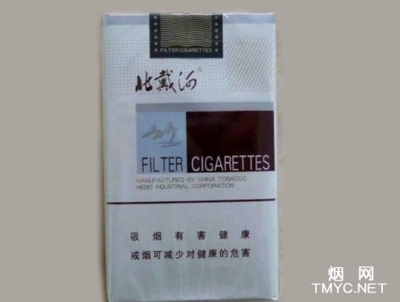 FILTER CIGARETTES
北戴河
FILTER CIGARETTES
MANUFACTURED BY CHINA TOBACCO
HEBEI INDUSTRIAL CORPORATION
吸烟有害健康
戒烟可减少对健康的危害
烟网
TMYC.NET